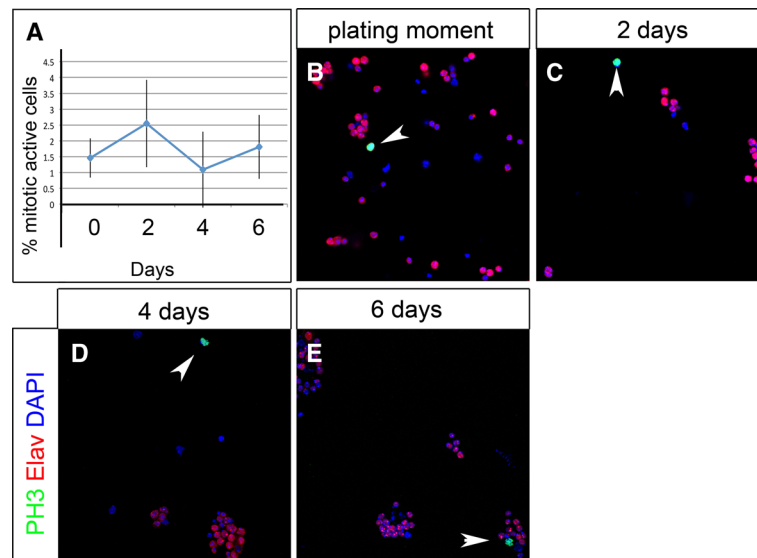 A
% mitotic active cells
4.5
4
3.5
3
2.5
2
1.5
1
0.5
0
0 2 4 6
Days
plating moment
B
2 days
C
4 days
D
6 days
E
PH3 Elav DAPI